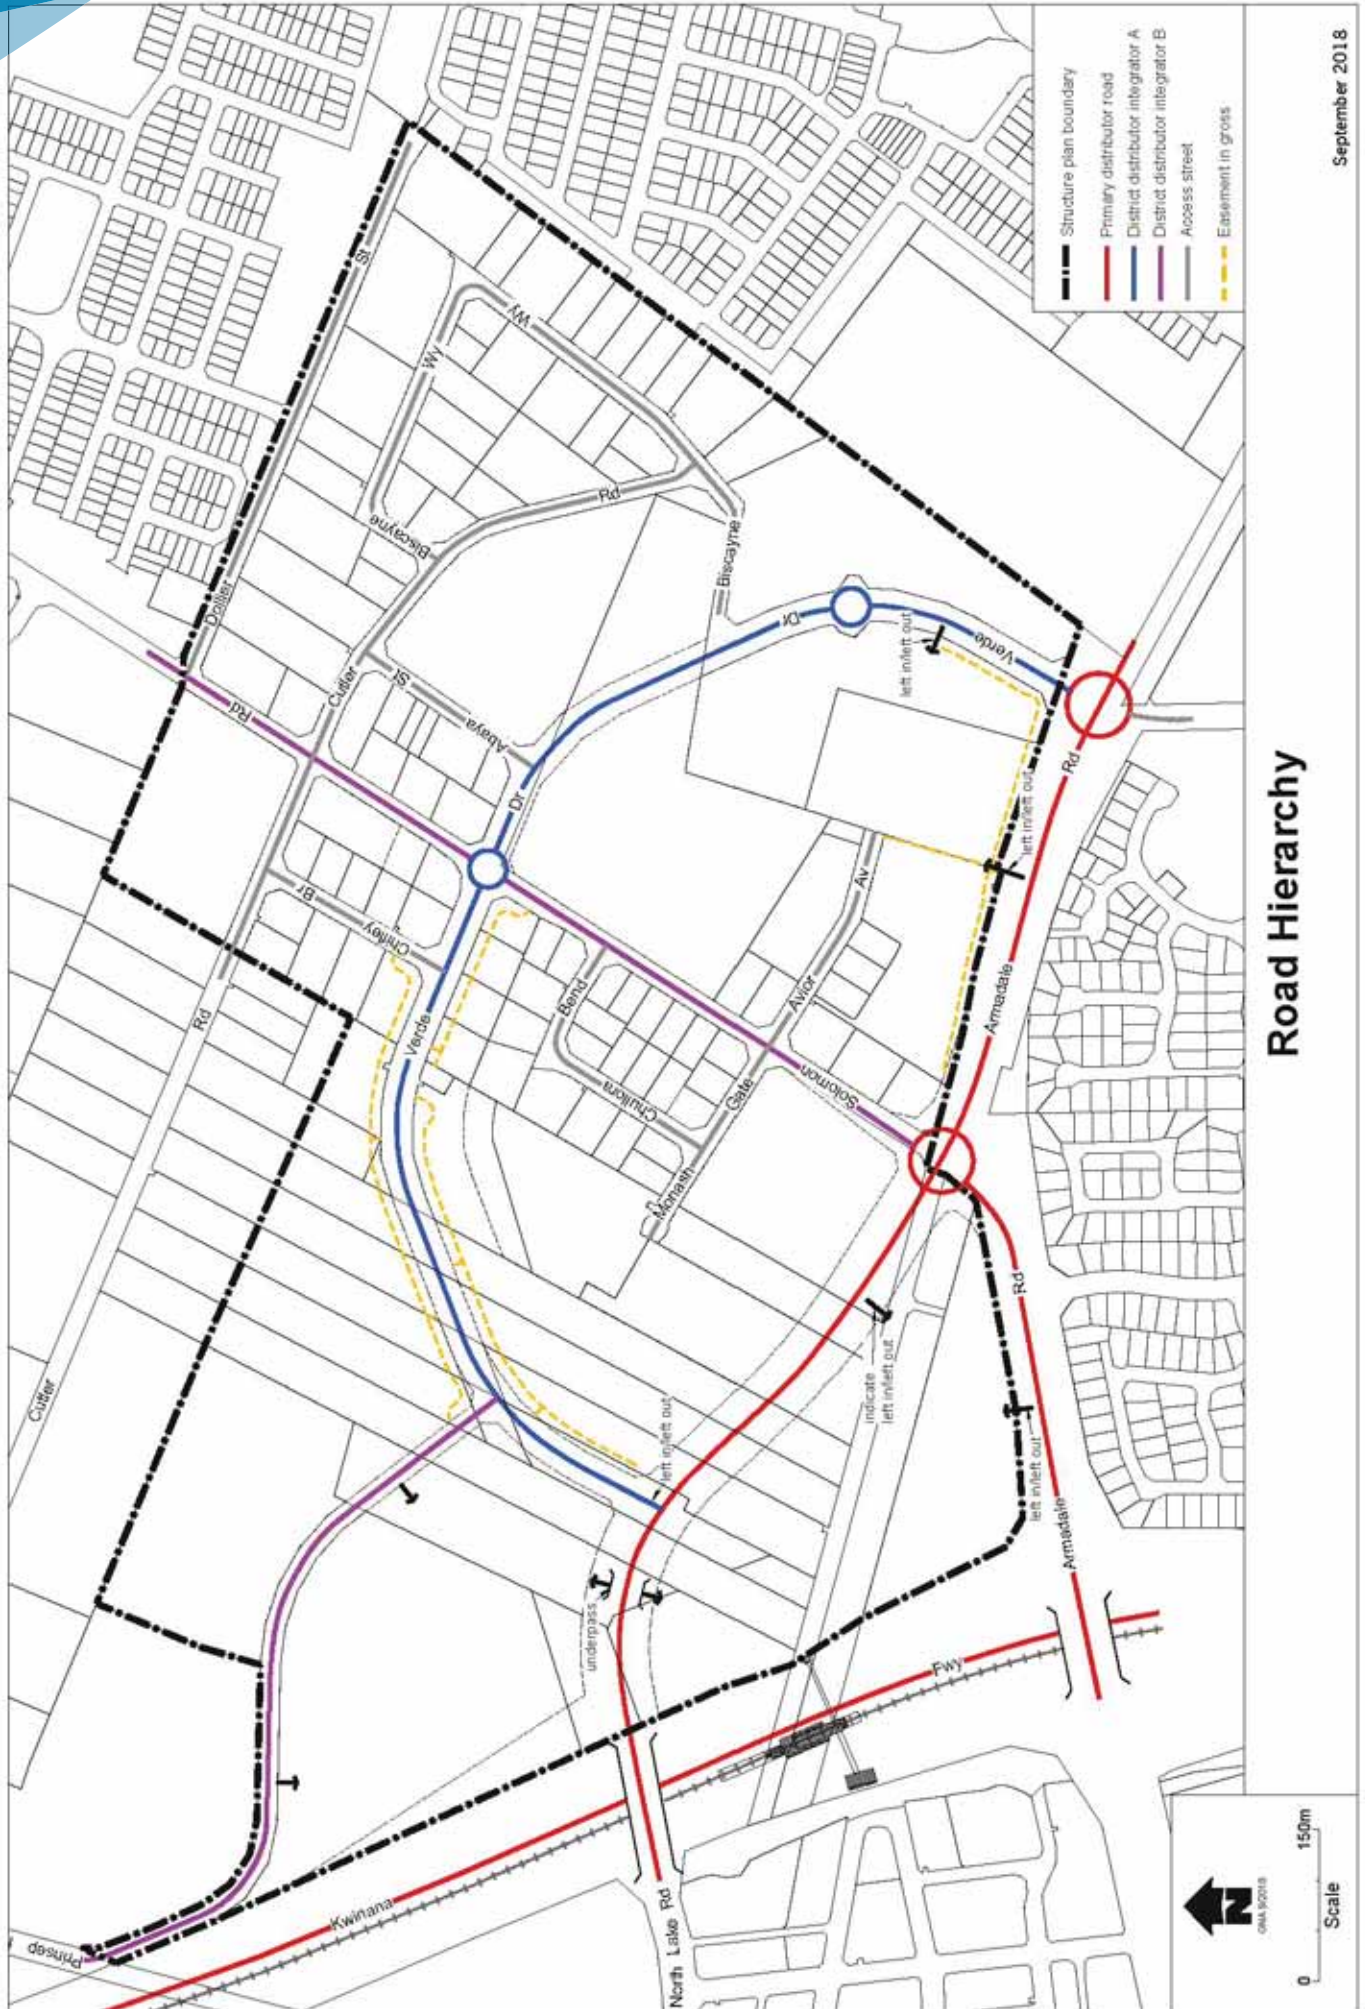 Structure plan boundary
Primary distributor road
District distributor integrator A
District distributor integrator B
Access street
Easement in gross
September 2018
Road Hierarchy
St
Dollier
Wy
Wy
Biscayne
Rd
Biscayne
Cutler
St
Abaya
Rd
Dr
Dr
Verde
left in/left out
left in/left out
Rd
Armadale
Br
Chifley
Verde
Bend
Chullora
Av
Avior
Gate
Monash
Solomon
Rd
Cutler
Rd
indicate
left in/left out
left in/left out
left in/left out
Armadale
underpass
Fwy
Kwinana
Prinsep
North Lake Rd
N
0
150m
Scale